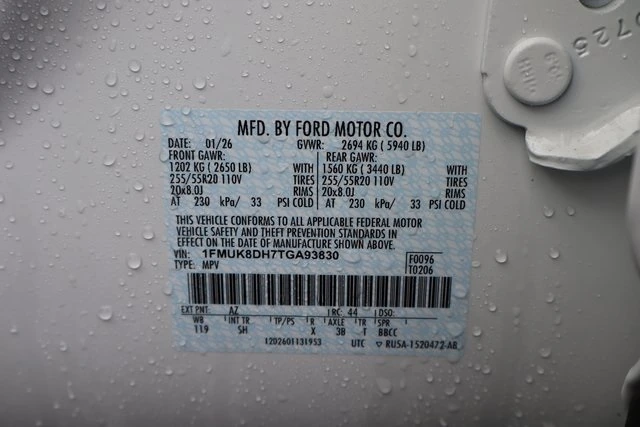 0725
MFD. BY FORD MOTOR CO.
DATE: 01/26 GVWR: 2694 KG ( 5940 LB)
FRONT GAWR: REAR GAWR:
1202 KG ( 2650 LB) WITH 1560 KG ( 3440 LB) WITH
255/55R20 110V TIRES 255/55R20 110V TIRES
20x8.0J RIMS 20x8.0J RIMS
AT 230 kPa/ 33 PSI COLD AT 230 kPa/ 33 PSI COLD
THIS VEHICLE CONFORMS TO ALL APPLICABLE FEDERAL MOTOR
VEHICLE SAFETY AND THEFT PREVENTION STANDARDS IN
EFFECT ON THE DATE OF MANUFACTURE SHOWN ABOVE.
VIN: 1FMUK8DH7TGA93830 F0096
TYPE: MPV T0206
EXT PNT: AZ RC: 44 DSO:
WB INT TR TP/PS R AXLE TR SPR
119 SH X 38 T BBCC
12D2601131953 UTC RU5A-1520472-AB